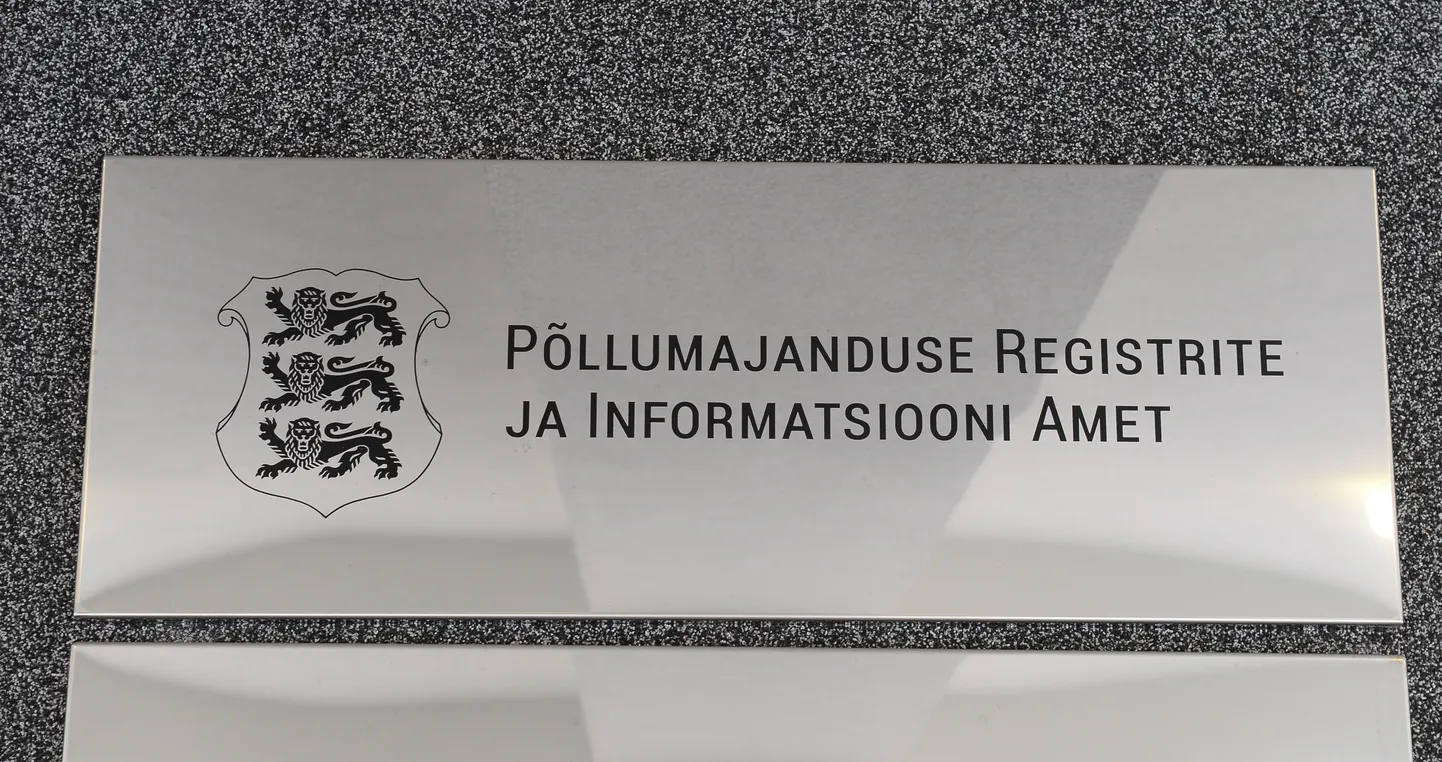 Põllumajanduse Registrite
ja Informatsiooni Amet